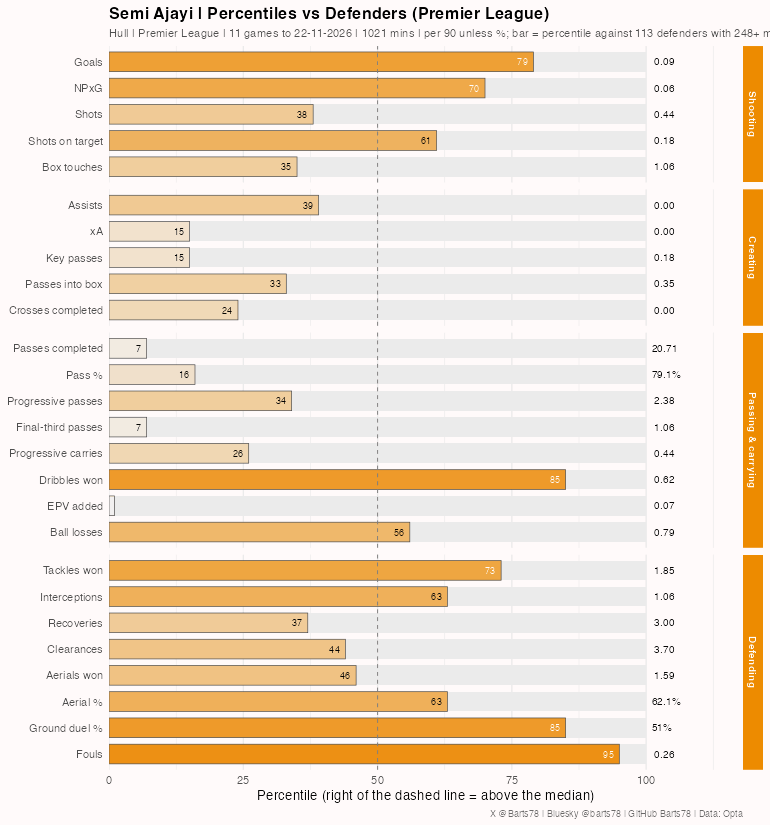 Semi Ajayi | Percentiles vs Defenders (Premier League)
Hull | Premier League | 11 games to 22-11-2026 | 1021 mins | per 90 unless %; bar = percentile against 113 defenders with 248+ m
Goals 79 0.09
NPxG 70 0.06
Shots 38 0.44
Shots on target 61 0.18
Box touches 35 1.06
Shooting
Assists 39 0.00
xA 15 0.00
Key passes 15 0.18
Passes into box 33 0.35
Crosses completed 24 0.00
Creating
Passes completed 7 20.71
Pass % 16 79.1%
Progressive passes 34 2.38
Final-third passes 7 1.06
Progressive carries 26 0.44
Dribbles won 85 0.62
EPV added 0.07
Ball losses 56 0.79
Passing & carrying
Tackles won 73 1.85
Interceptions 63 1.06
Recoveries 37 3.00
Clearances 44 3.70
Aerials won 46 1.59
Aerial % 63 62.1%
Ground duel % 85 51%
Fouls 95 0.26
Defending
0 25 50 75 100
Percentile (right of the dashed line = above the median)
X @Barts78 | Bluesky @barts78 | GitHub Barts78 | Data: Opta